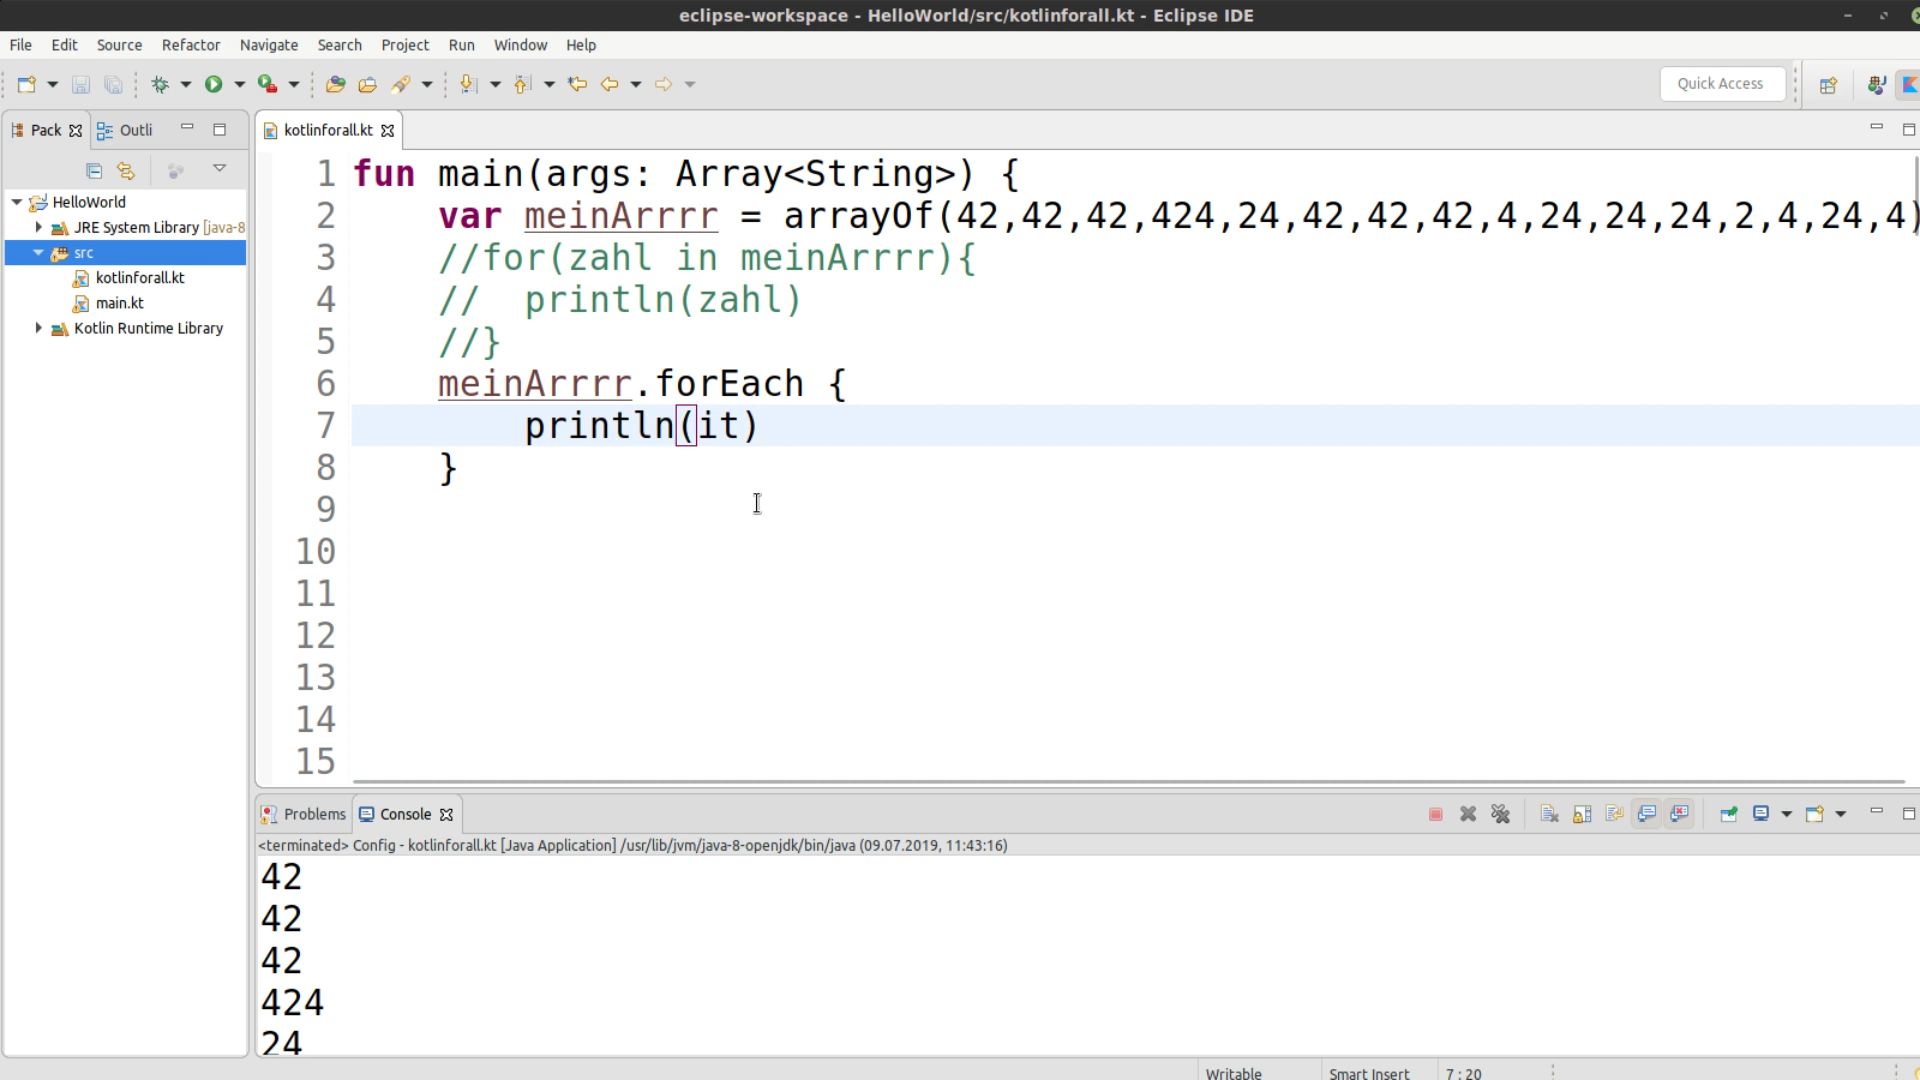 eclipse-workspace - HelloWorld/src/kotlinforall.kt - Eclipse IDE
File Edit Source Refactor Navigate Search Project Run Window Help
Quick Access
Pack Outli
kotlinforall.kt
HelloWorld
JRE System Library [java-8
src
kotlinforall.kt
main.kt
Kotlin Runtime Library
1 fun main(args: Array<String>) {
2 var meinArrrr = arrayOf(42,42,42,424,24,42,42,42,4,24,24,24,2,4,24,4)
3 //for(zahl in meinArrrr){
4 // println(zahl)
5 //}
6 meinArrrr.forEach {
7 println(it)
8 }
9
10
11
12
13
14
15
Problems Console
<terminated> Config - kotlinforall.kt [Java Application] /usr/lib/jvm/java-8-openjdk/bin/java (09.07.2019, 11:43:16)
42
42
42
424
24
Writable Smart Insert 7 : 20